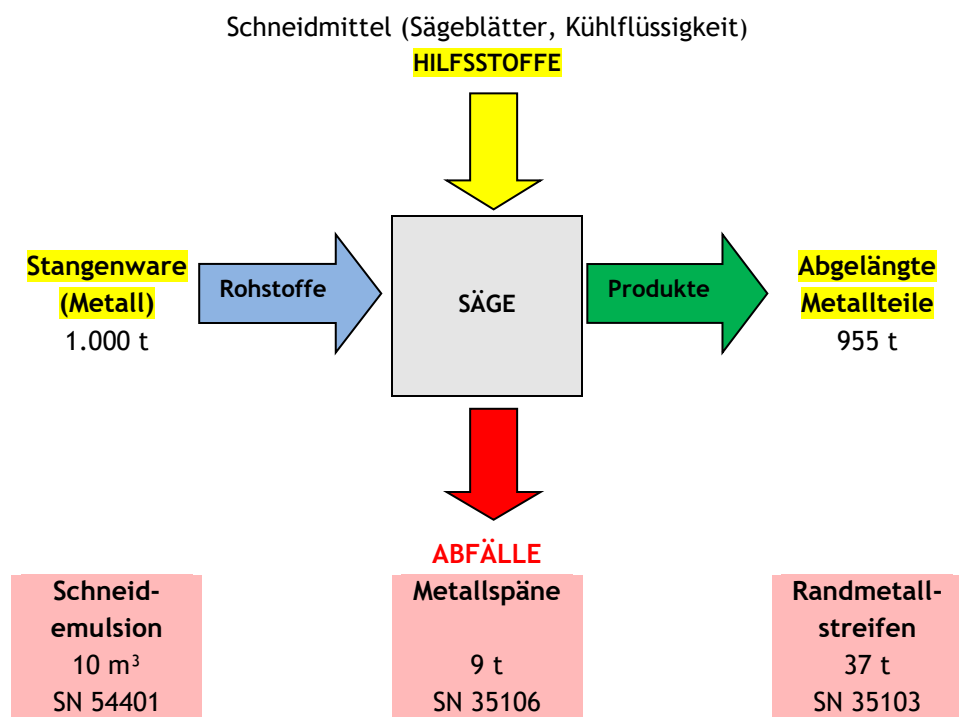 Schneidmittel (Sägeblätter, Kühlflüssigkeit)
HILFSSTOFFE
Stangenware
(Metall)
1.000 t
Rohstoffe
SÄGE
Produkte
Abgelängte
Metallteile
955 t
ABFÄLLE
Schneid-
emulsion
10 m³
SN 54401
Metallspäne
9 t
SN 35106
Randmetall-
streifen
37 t
SN 35103